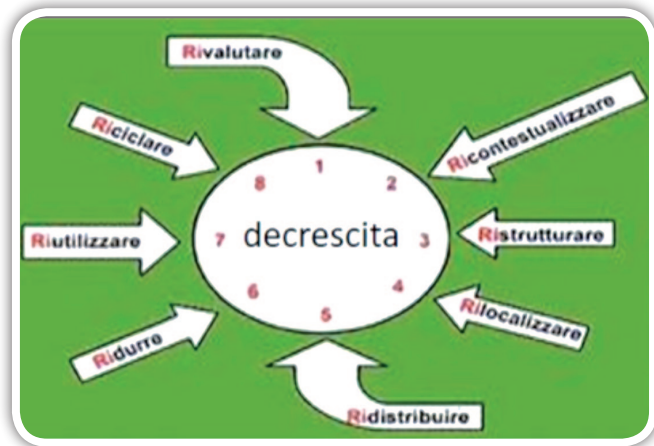 Rivalutare
Riciclare
Ricontestualizzare
1
8
2
Riutilizzare
7
decrescita
3
Ristrutturare
6
4
5
Ridurre
Rilocalizzare
Ridistribuire